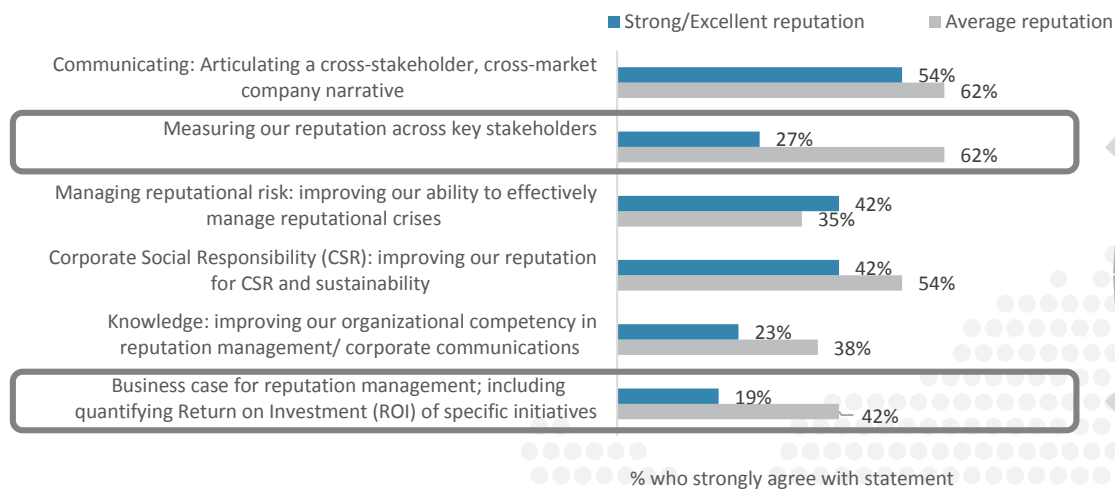 Strong/Excellent reputation Average reputation
Communicating: Articulating a cross-stakeholder, cross-market
company narrative
54%
62%
Measuring our reputation across key stakeholders
27%
62%
Managing reputational risk: improving our ability to effectively
manage reputational crises
42%
35%
Corporate Social Responsibility (CSR): improving our reputation
for CSR and sustainability
42%
54%
Knowledge: improving our organizational competency in
reputation management/ corporate communications
23%
38%
Business case for reputation management; including
quantifying Return on Investment (ROI) of specific initiatives
19%
42%
% who strongly agree with statement